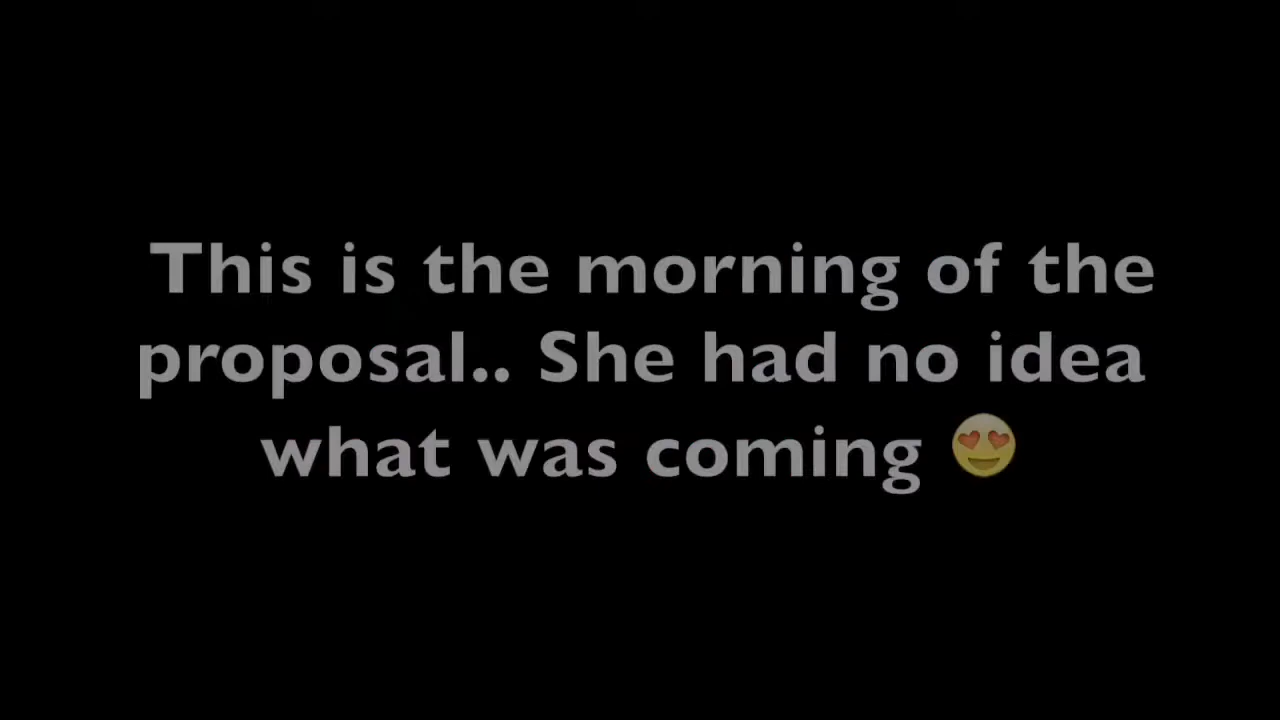 This is the morning of the
proposal.. She had no idea
what was coming 😍